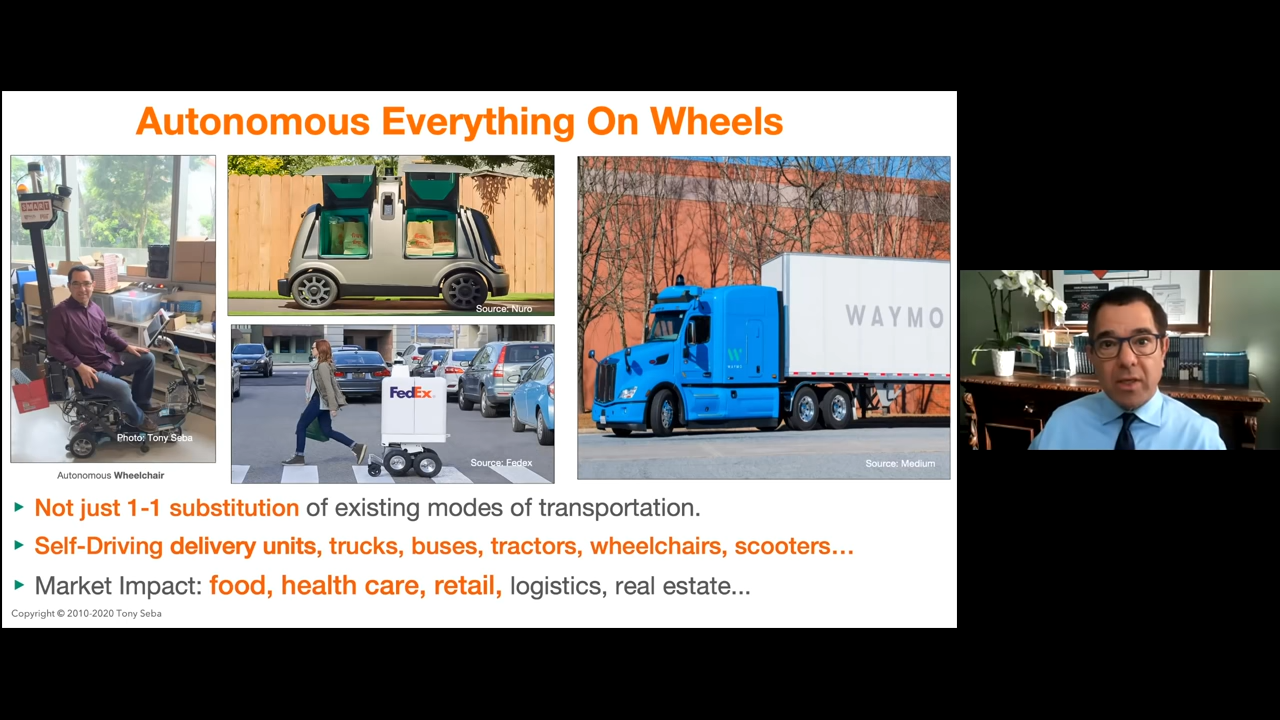 Autonomous Everything On Wheels
SMART
Photo: Tony Seba
Autonomous Wheelchair
Source: Nuro
FedEx
Source: Fedex
WAYMO
W
Source: Medium
▸ Not just 1-1 substitution of existing modes of transportation.
▸ Self-Driving delivery units, trucks, buses, tractors, wheelchairs, scooters…
▸ Market Impact: food, health care, retail, logistics, real estate...
Copyright © 2010-2020 Tony Seba